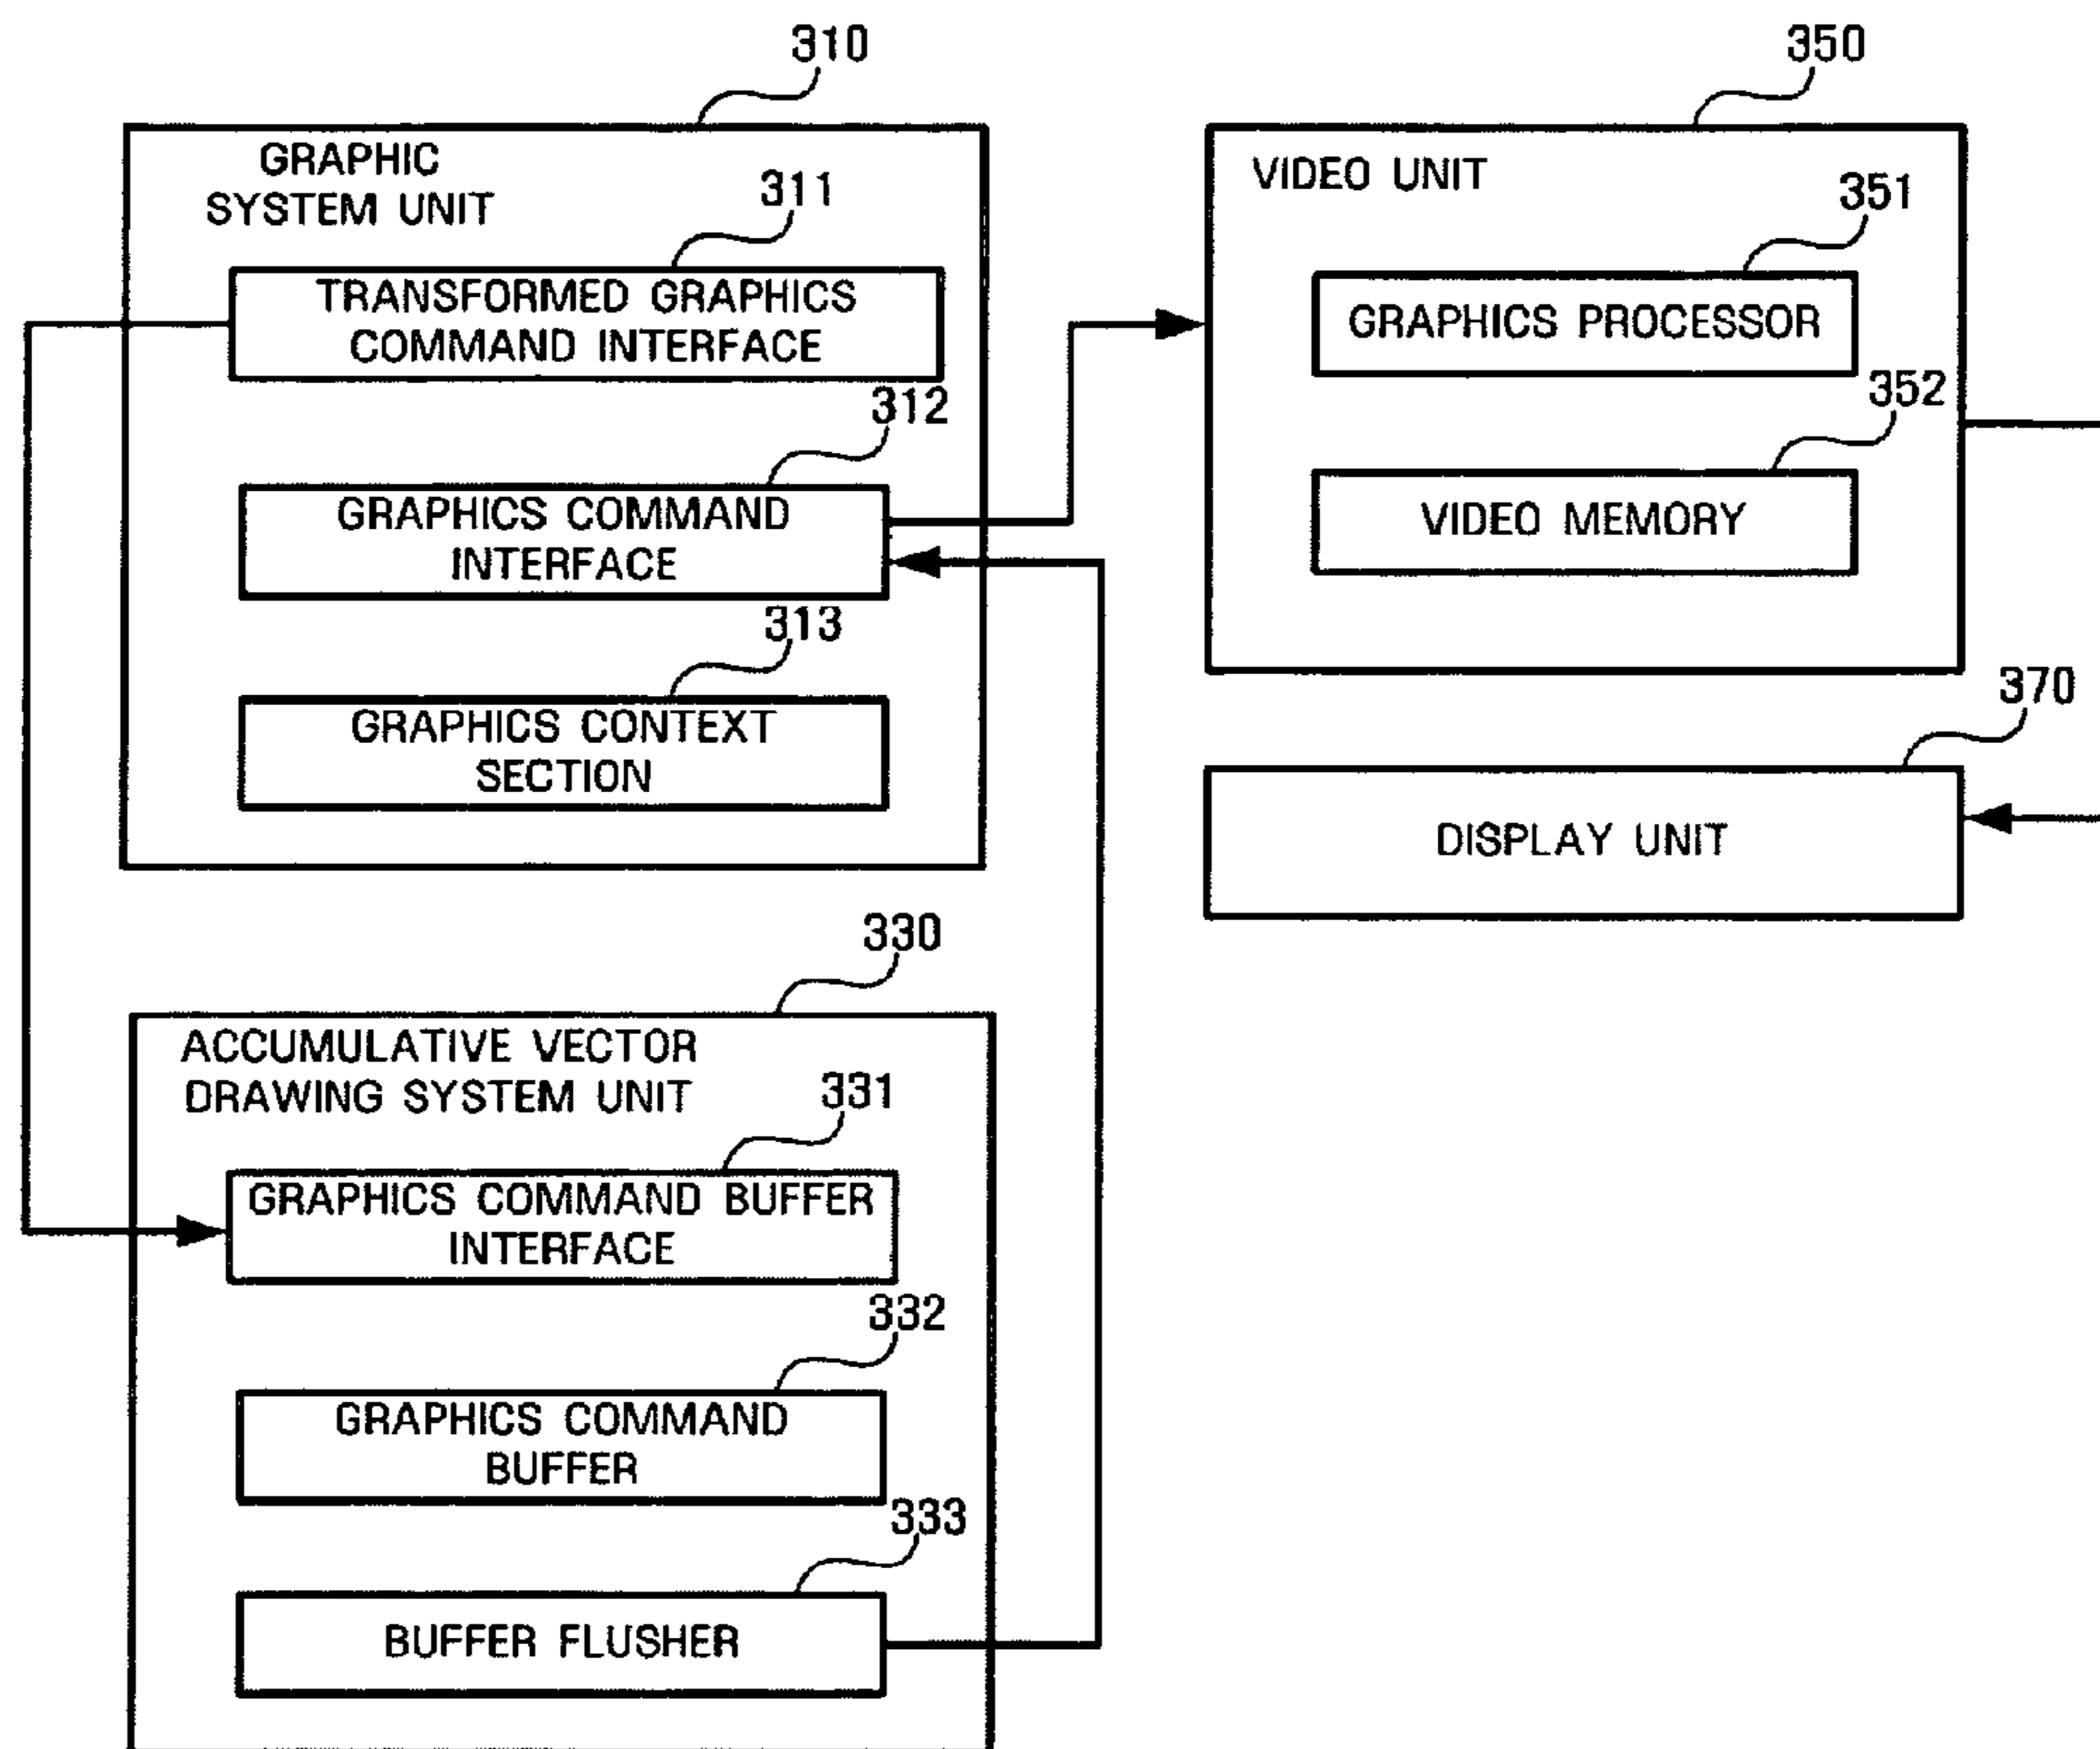 310
GRAPHIC
SYSTEM UNIT
311
TRANSFORMED GRAPHICS
COMMAND INTERFACE
312
GRAPHICS COMMAND
INTERFACE
313
GRAPHICS CONTEXT
SECTION
330
ACCUMULATIVE VECTOR
DRAWING SYSTEM UNIT
331
GRAPHICS COMMAND BUFFER
INTERFACE
332
GRAPHICS COMMAND
BUFFER
333
BUFFER FLUSHER
350
VIDEO UNIT
351
GRAPHICS PROCESSOR
352
VIDEO MEMORY
370
DISPLAY UNIT